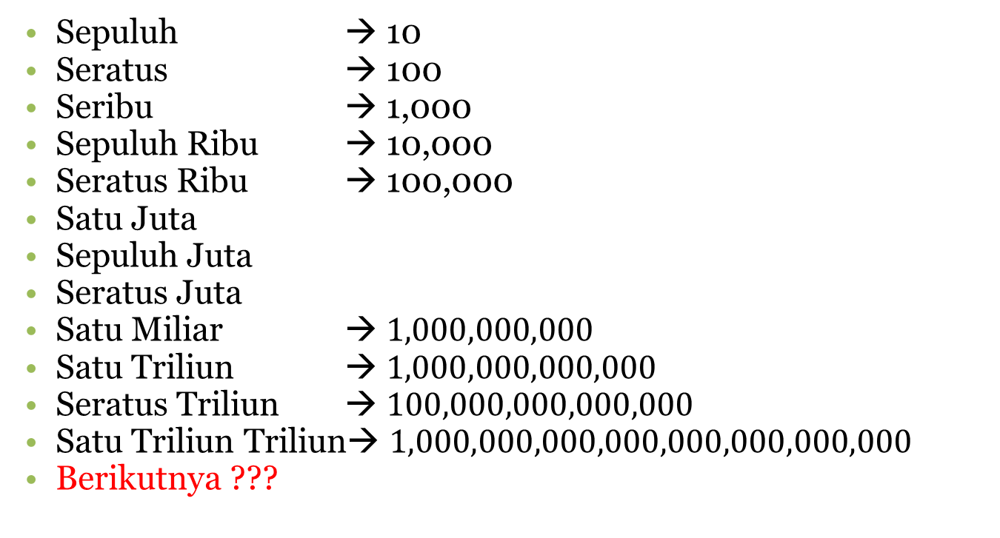 • Sepuluh → 10
• Seratus → 100
• Seribu → 1,000
• Sepuluh Ribu → 10,000
• Seratus Ribu → 100,000
• Satu Juta
• Sepuluh Juta
• Seratus Juta
• Satu Miliar → 1,000,000,000
• Satu Triliun → 1,000,000,000,000
• Seratus Triliun → 100,000,000,000,000
• Satu Triliun Triliun→ 1,000,000,000,000,000,000,000,000
• Berikutnya ???